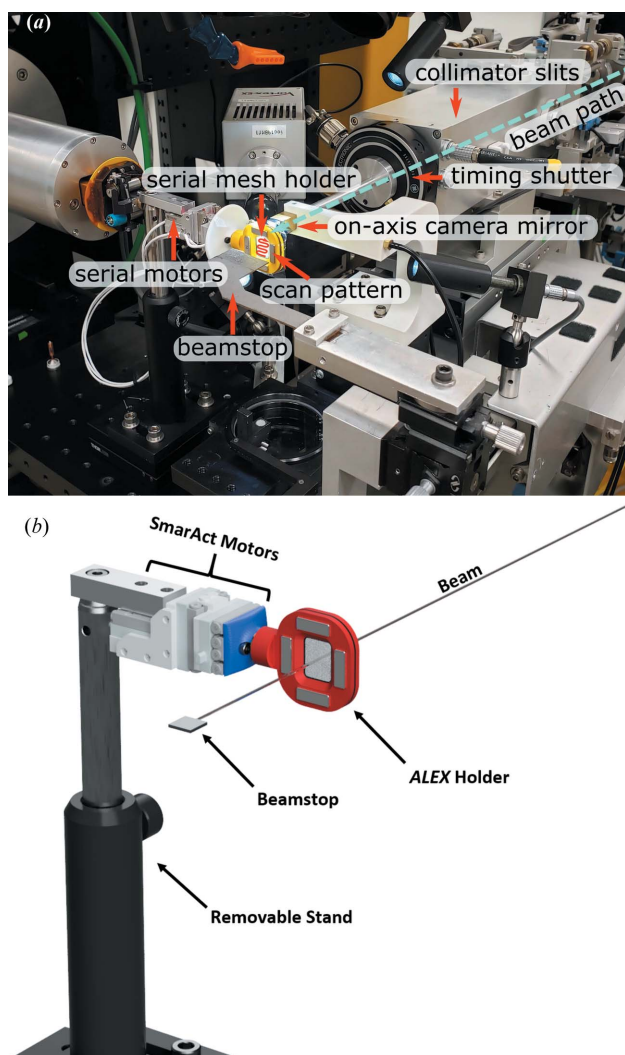 (a)
collimator slits
beam path
timing shutter
serial mesh holder
on-axis camera mirror
serial motors
scan pattern
beamstop
(b)
SmarAct Motors
Beam
ALEX Holder
Beamstop
Removable Stand